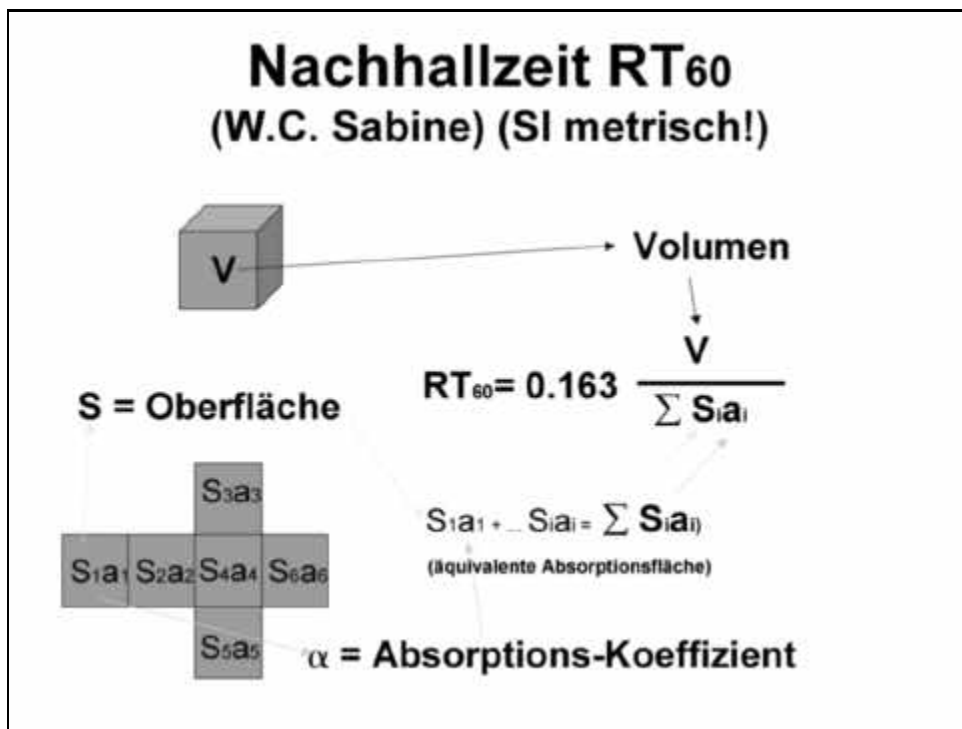 Nachhallzeit RT60
(W.C. Sabine) (SI metrisch!)
V
Volumen
V
RT60= 0.163
∑ Siai
S = Oberfläche
S3a3
S1a1 S2a2 S4a4 S6a6
S5a5
S1a1 + ... Siai = ∑ Siai)
(äquivalente Absorptionsfläche)
α = Absorptions-Koeffizient